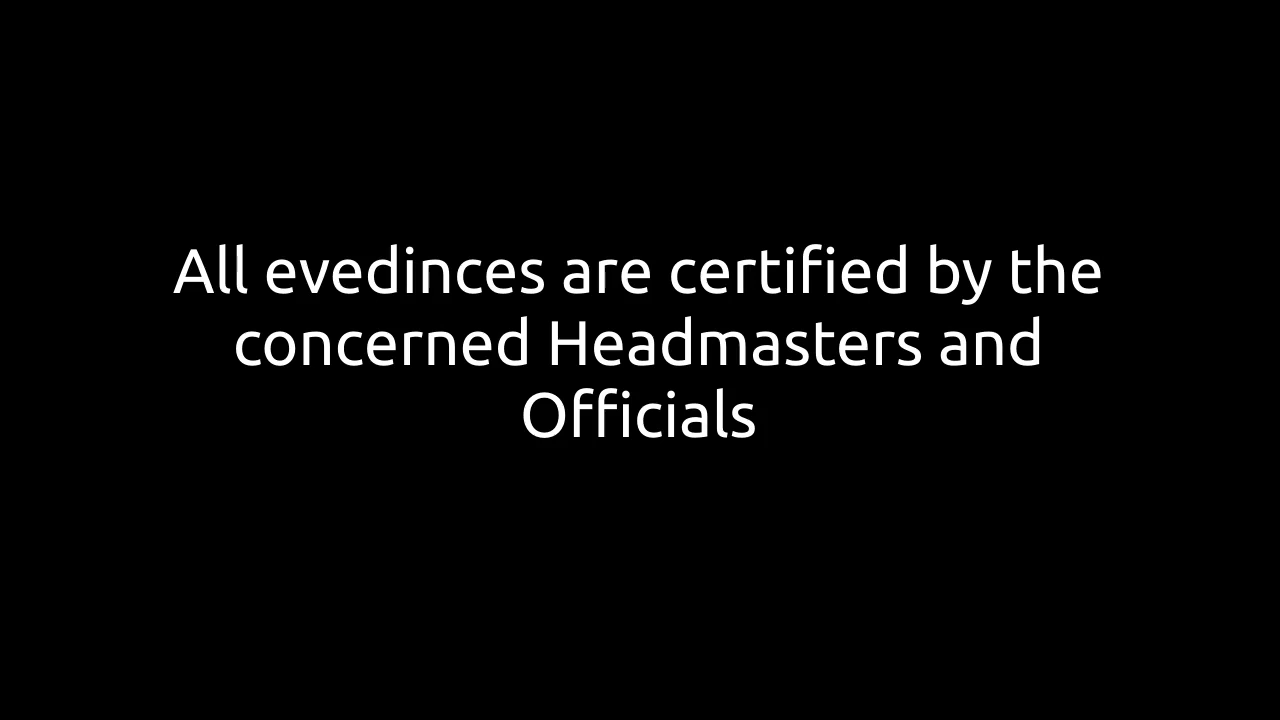 All evedinces are certified by the
concerned Headmasters and
Officials